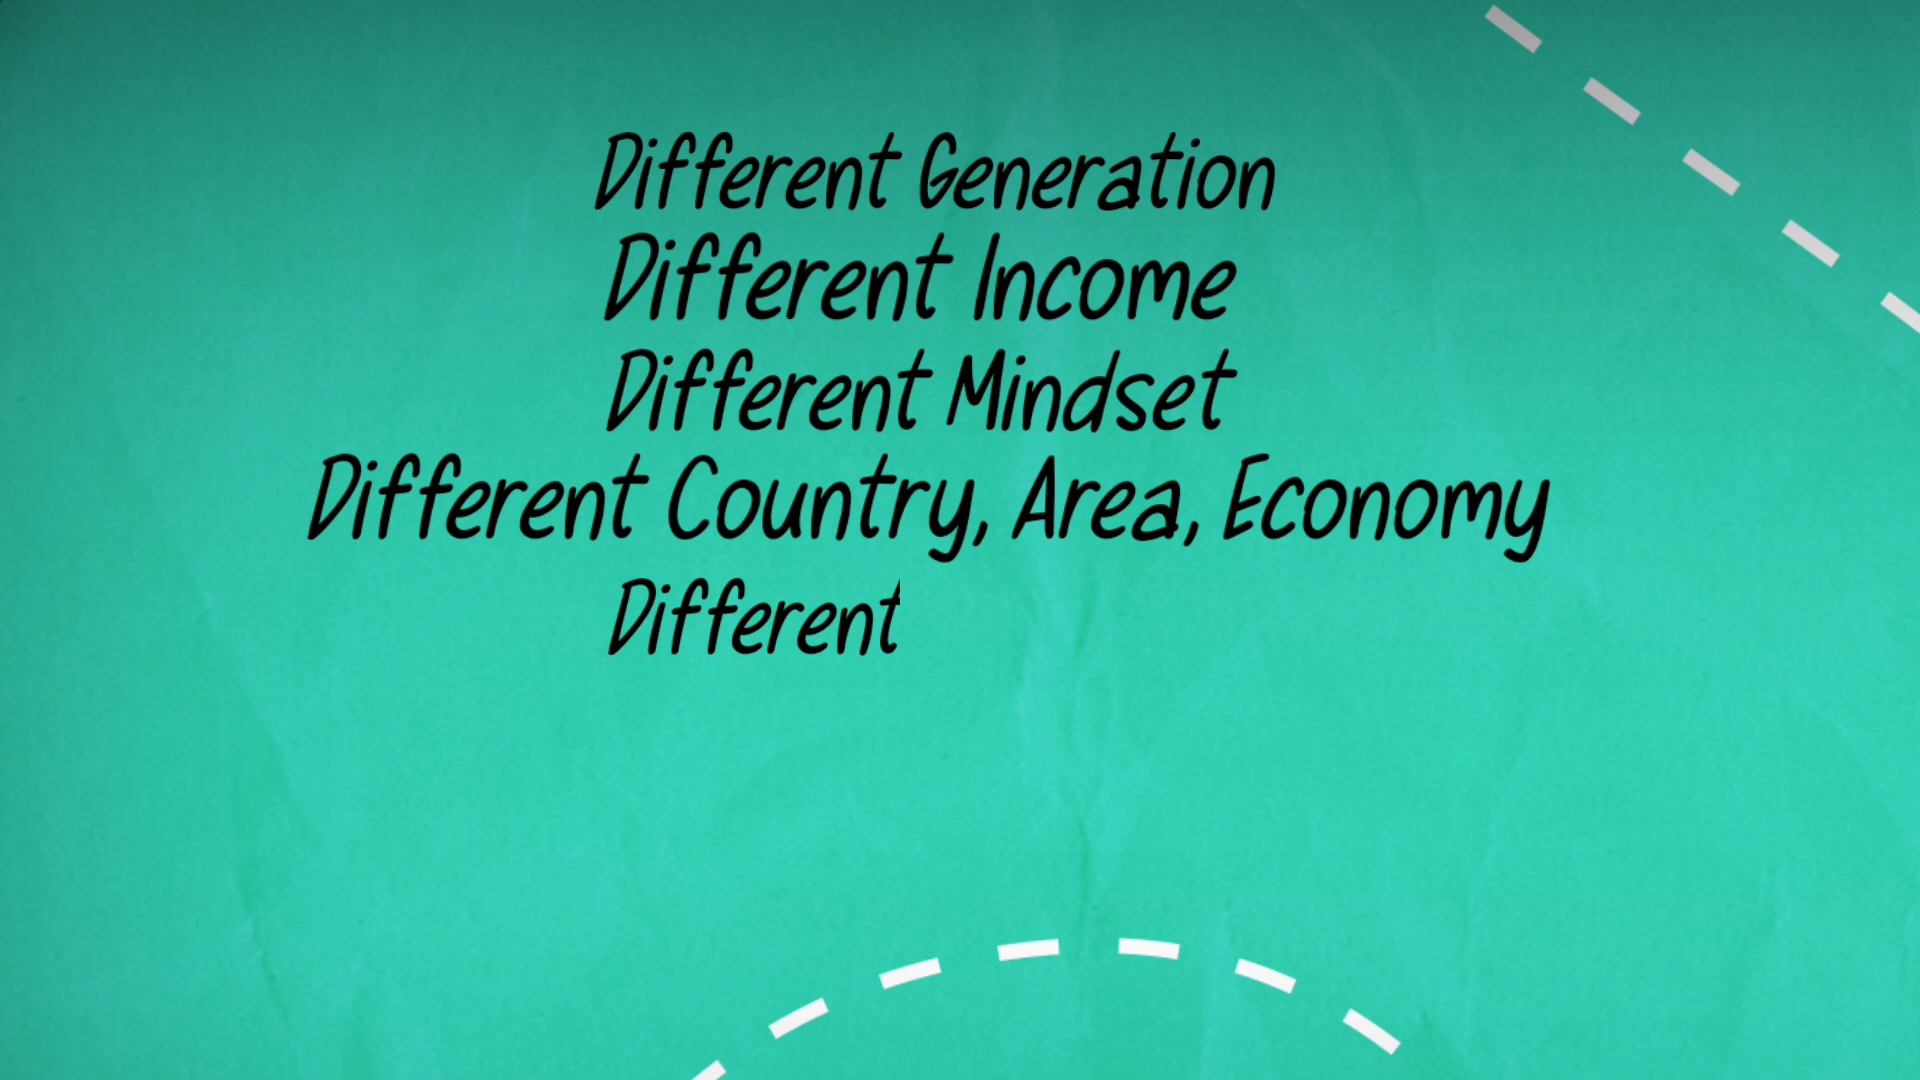 Different Generation
Different Income
Different Mindset
Different Country, Area, Economy
Different